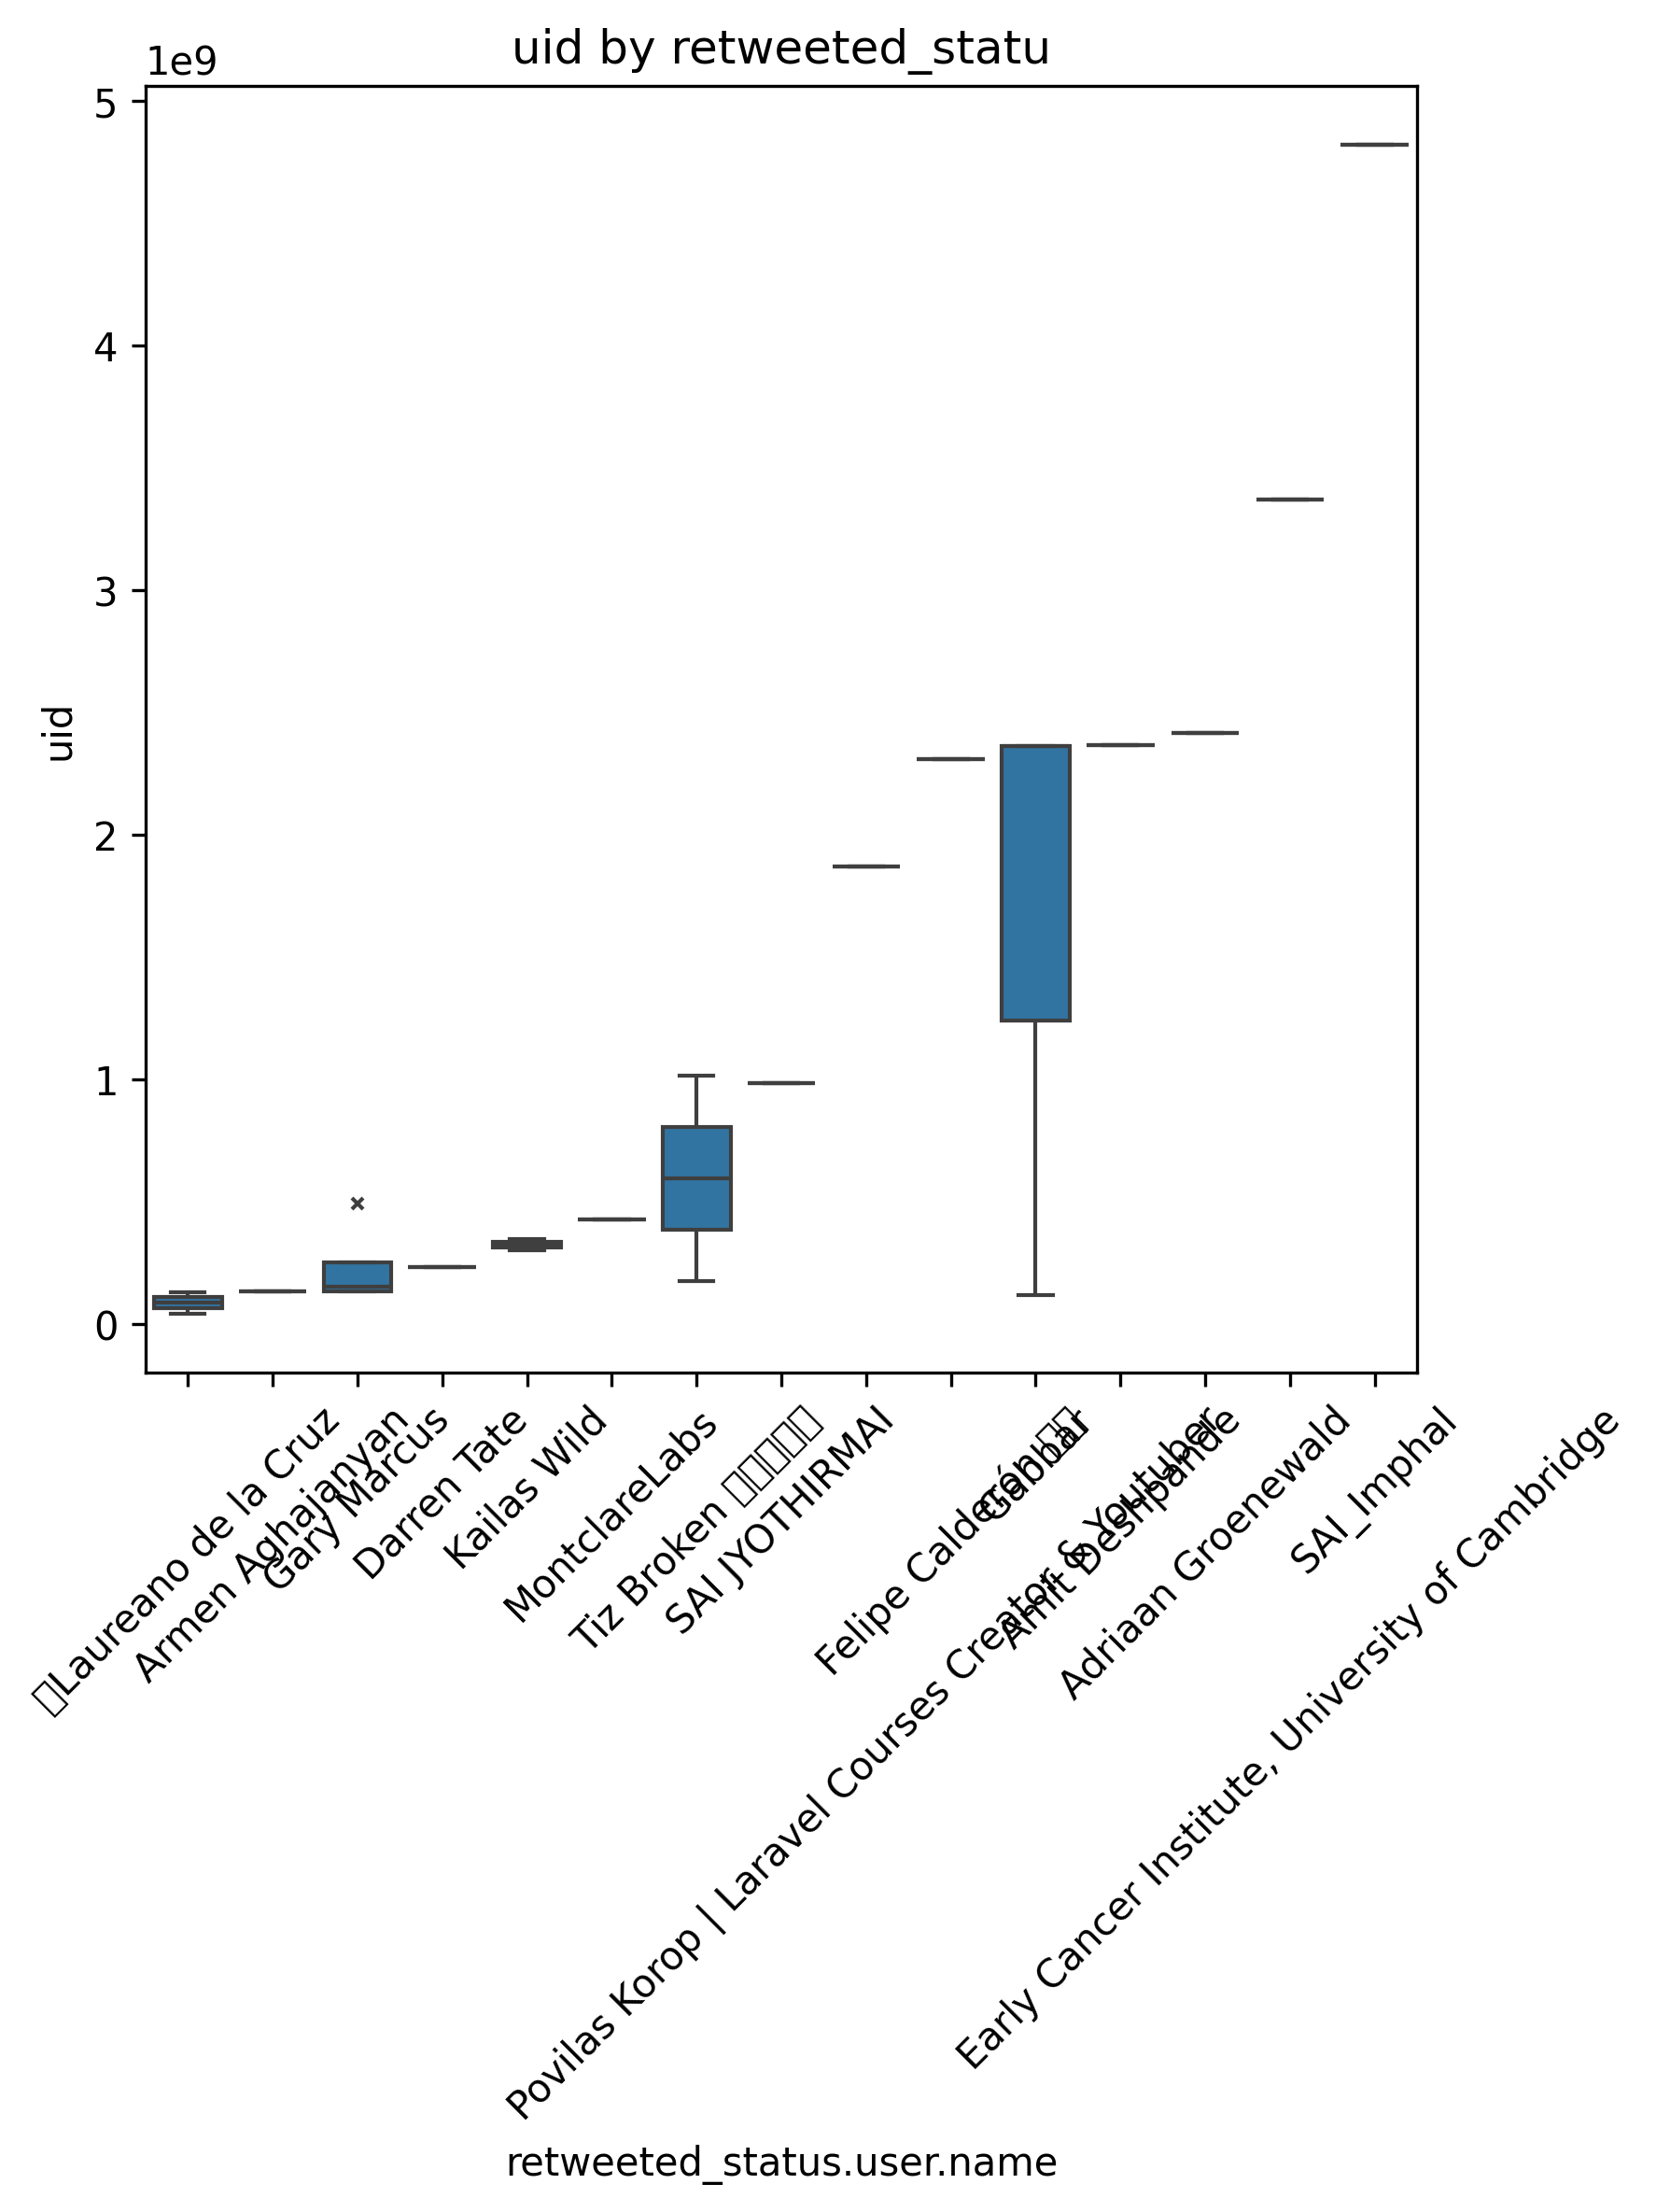 uid by retweeted_statu
1e9
5
4
3
2
1
0
uid
Laureano de la Cruz
Armen Aghajanyan
Gary Marcus
Darren Tate
Kailas Wild
MontclareLabs
Tiz Broken
SAI JYOTHIRMAI
Povilas Korop | Laravel Courses Creator & Youtuber
Felipe Calderón
Gabbar
Amit Deshpande
Adriaan Groenewald
Early Cancer Institute, University of Cambridge
SAI_Imphal
retweeted_status.user.name